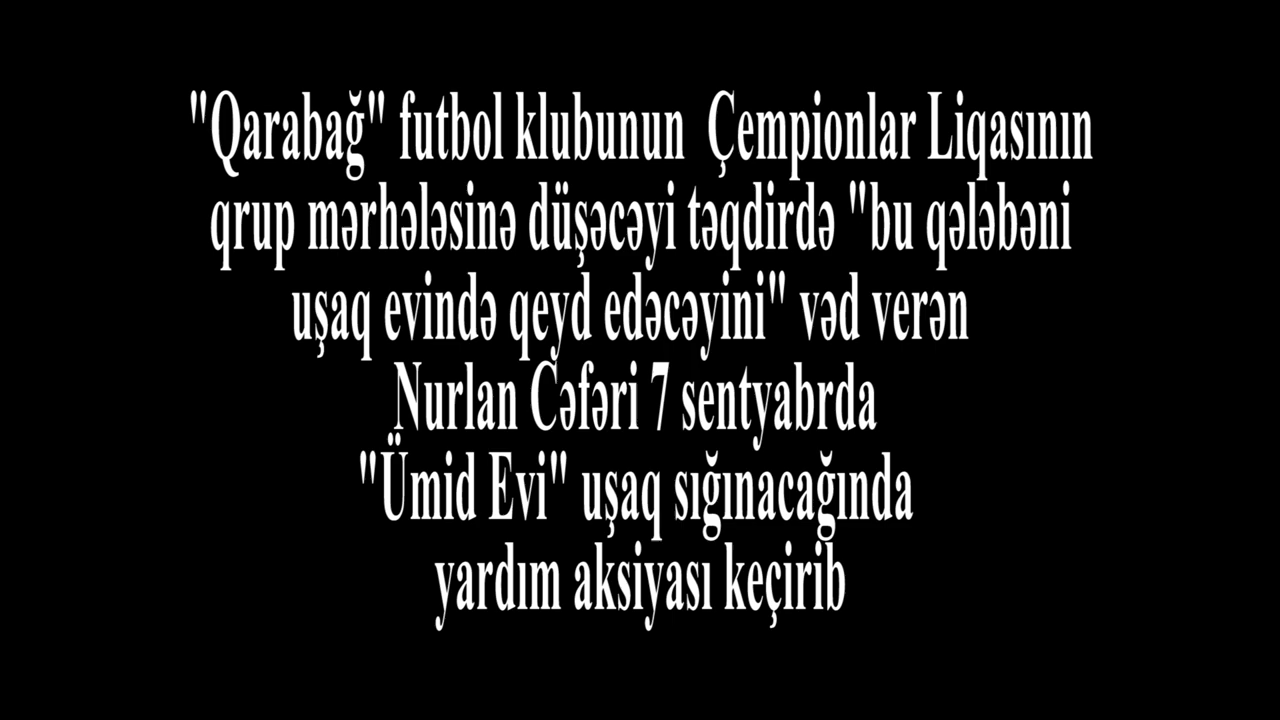 "Qarabağ" futbol klubunun Çempionlar Liqasının
qrup mərhələsinə düşəcəyi təqdirdə "bu qələbəni
uşaq evində qeyd edəcəyini" vəd verən
Nurlan Cəfəri 7 sentyabrda
"Ümid Evi" uşaq sığınacağında
yardım aksiyası keçirib